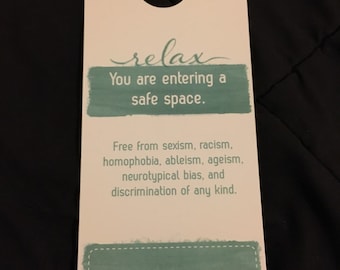 relax
You are entering a
safe space.
Free from sexism, racism,
homophobia, ableism, ageism,
neurotypical bias, and
discrimination of any kind.